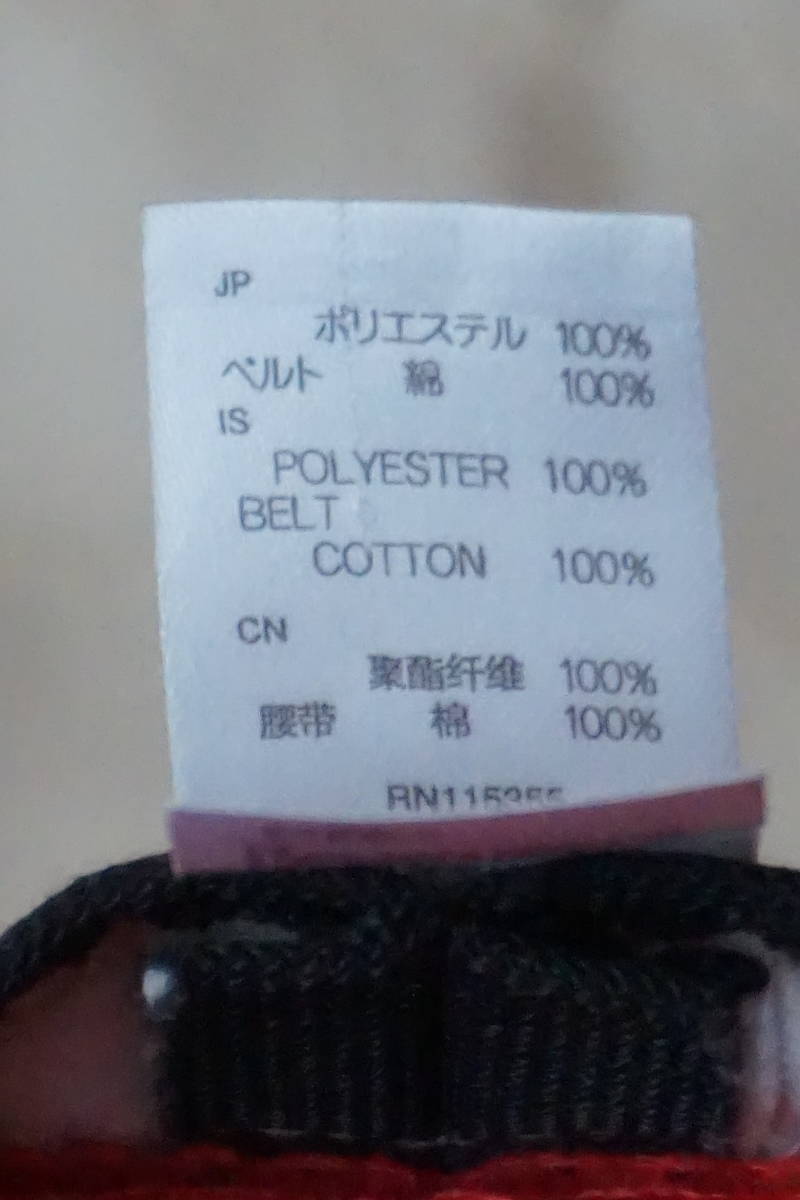 JP
ポリエステル 100%
ベルト 綿 100%
IS
POLYESTER 100%
BELT
COTTON 100%
CN
聚酯纤维 100%
腰带 棉 100%